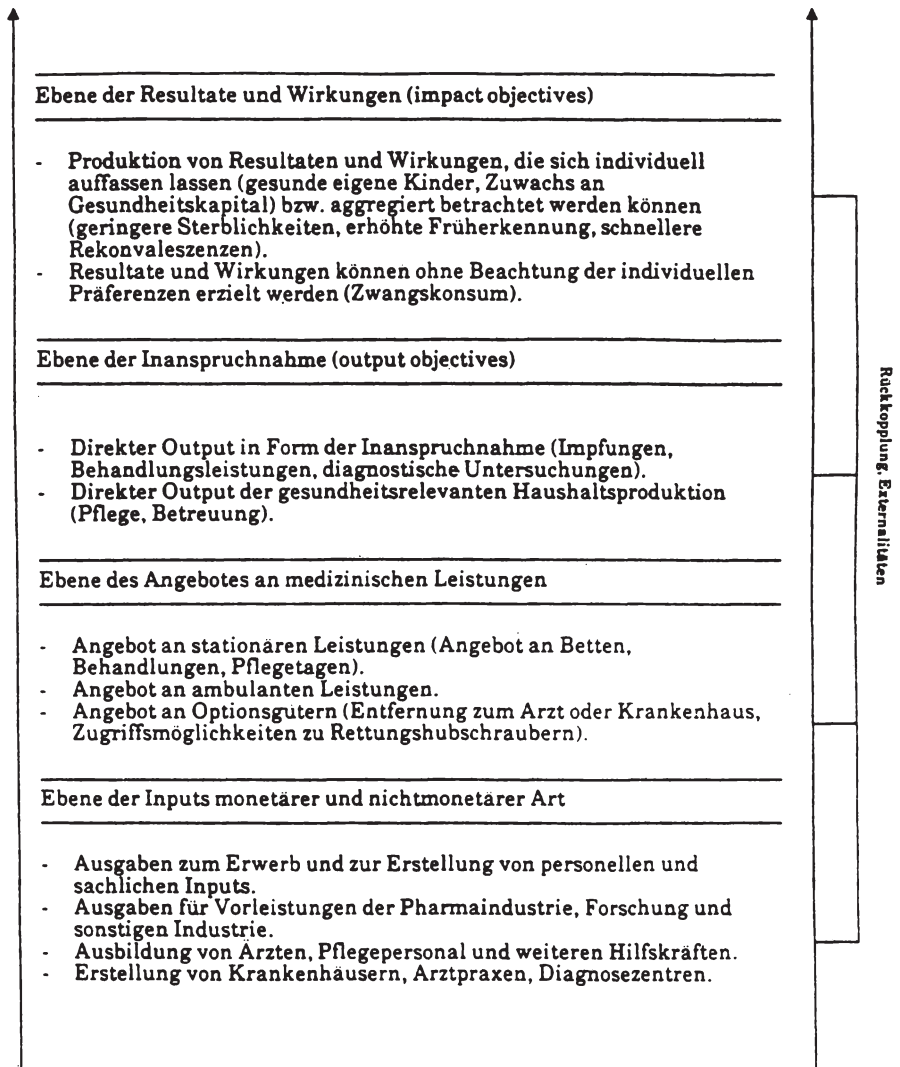 Ebene der Resultate und Wirkungen (impact objectives)
- Produktion von Resultaten und Wirkungen, die sich individuell
auffassen lassen (gesunde eigene Kinder, Zuwachs an
Gesundheitskapital) bzw. aggregiert betrachtet werden können
(geringere Sterblichkeiten, erhöhte Früherkennung, schnellere
Rekonvaleszenzen).
- Resultate und Wirkungen können ohne Beachtung der individuellen
Präferenzen erzielt werden (Zwangskonsum).
Ebene der Inanspruchnahme (output objectives)
- Direkter Output in Form der Inanspruchnahme (Impfungen,
Behandlungsleistungen, diagnostische Untersuchungen).
- Direkter Output der gesundheitsrelevanten Haushaltsproduktion
(Pflege, Betreuung).
Ebene des Angebotes an medizinischen Leistungen
- Angebot an stationären Leistungen (Angebot an Betten,
Behandlungen, Pflegetagen).
- Angebot an ambulanten Leistungen.
- Angebot an Optionsgütern (Entfernung zum Arzt oder Krankenhaus,
Zugriffsmöglichkeiten zu Rettungshubschraubern).
Ebene der Inputs monetärer und nichtmonetärer Art
- Ausgaben zum Erwerb und zur Erstellung von personellen und
sachlichen Inputs.
- Ausgaben für Vorleistungen der Pharmaindustrie, Forschung und
sonstigen Industrie.
- Ausbildung von Ärzten, Pflegepersonal und weiteren Hilfskräften.
- Erstellung von Krankenhäusern, Arztpraxen, Diagnosezentren.
Rückkopplung, Externalitäten